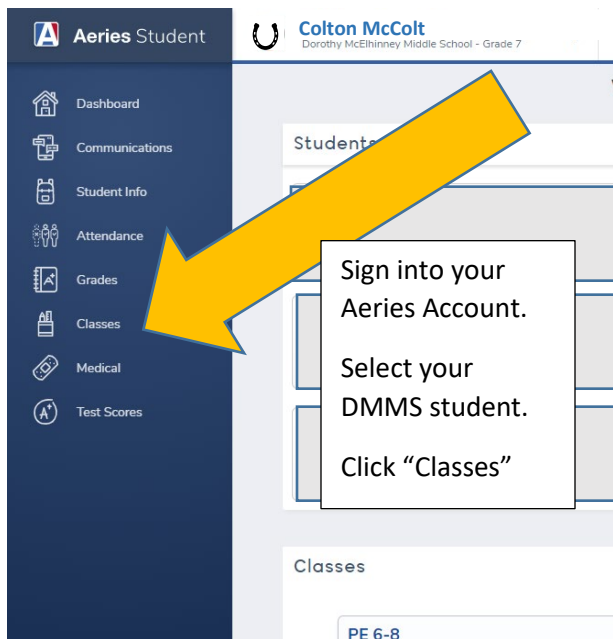 Aeries Student
Colton McColt
Dorothy McElhinney Middle School - Grade 7
Dashboard
Communications
Student Info
Attendance
Grades
Classes
Medical
Test Scores
Students
Sign into your
Aeries Account.
Select your
DMMS student.
Click “Classes”
Classes
PE 6-8